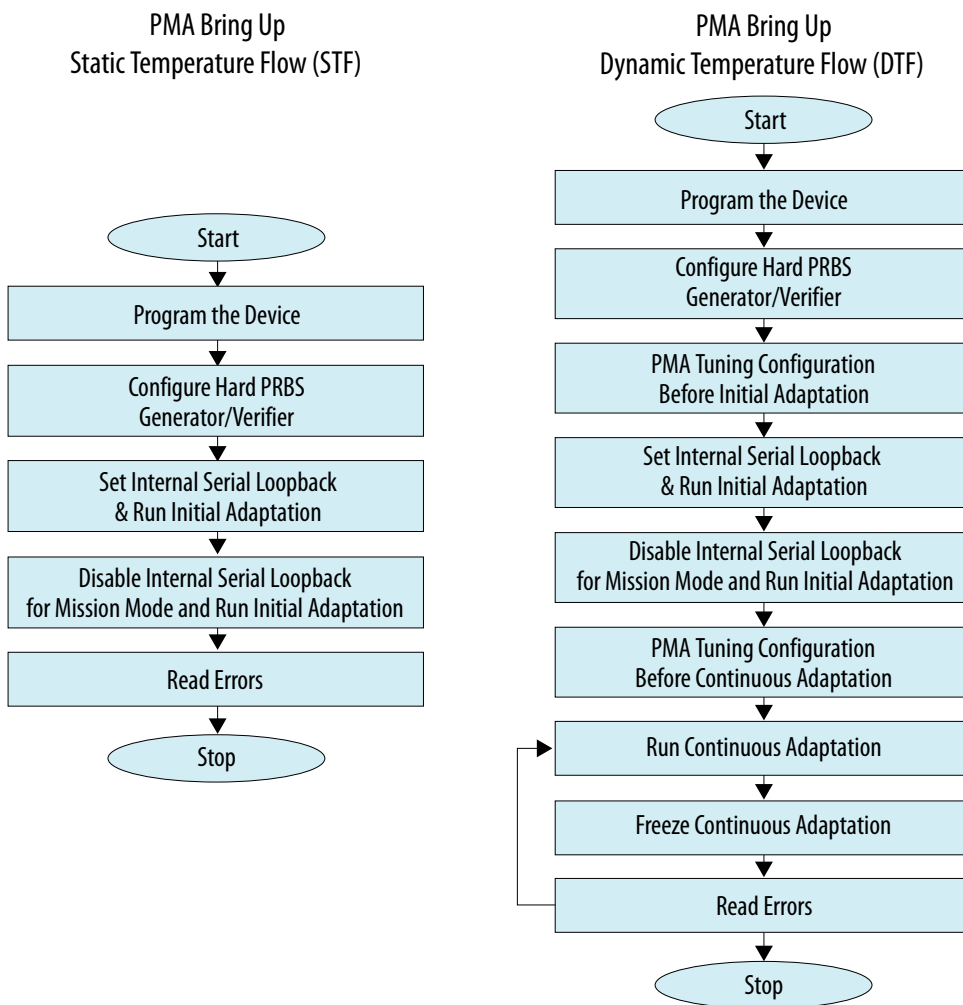 PMA Bring Up
Static Temperature Flow (STF)
Start
Program the Device
Configure Hard PRBS
Generator/Verifier
Set Internal Serial Loopback
& Run Initial Adaptation
Disable Internal Serial Loopback
for Mission Mode and Run Initial Adaptation
Read Errors
Stop
PMA Bring Up
Dynamic Temperature Flow (DTF)
Start
Program the Device
Configure Hard PRBS
Generator/Verifier
PMA Tuning Configuration
Before Initial Adaptation
Set Internal Serial Loopback
& Run Initial Adaptation
Disable Internal Serial Loopback
for Mission Mode and Run Initial Adaptation
PMA Tuning Configuration
Before Continuous Adaptation
Run Continuous Adaptation
Freeze Continuous Adaptation
Read Errors
Stop